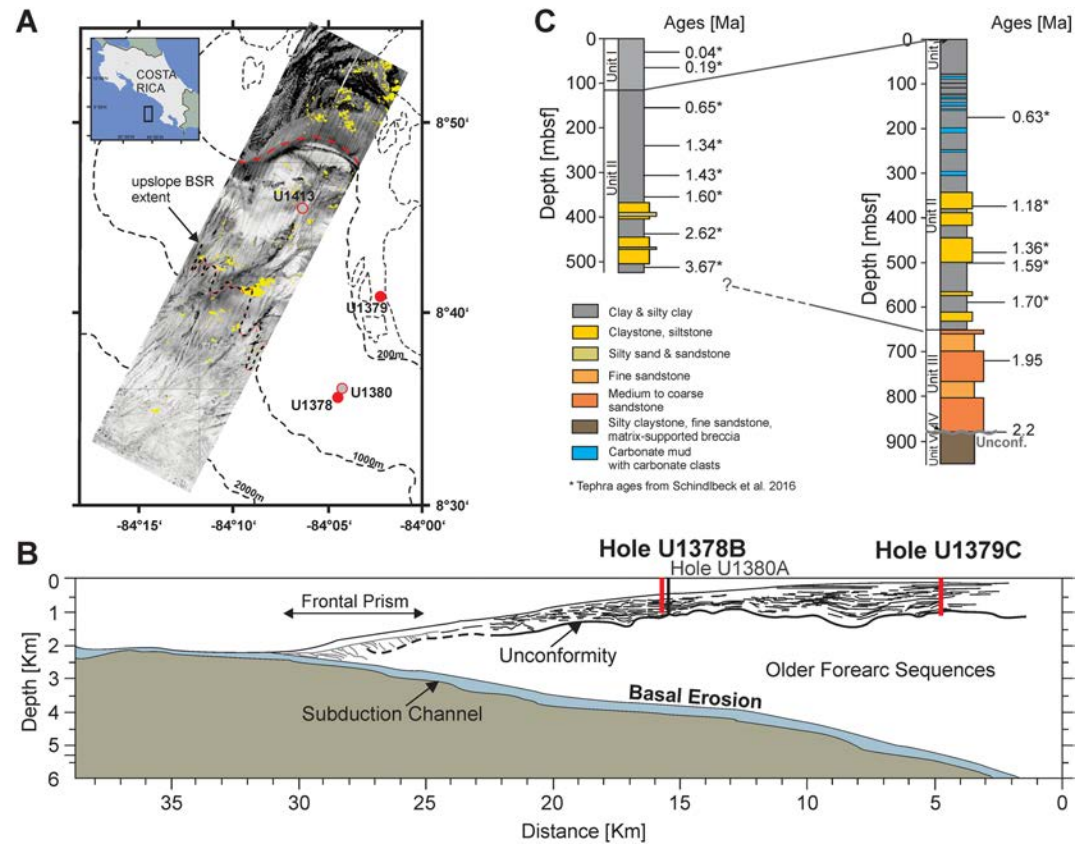 A
COSTA
RICA
8°50'
upslope BSR
extent
U1413
U1379
8°40'
200m
U1380
U1378
1000m
2000m
8°30'
-84°15'
-84°10'
-84°05'
-84°00'
C
Ages [Ma]
0
100
200
300
400
500
Depth [mbsf]
Unit I
Unit II
0.04*
0.19*
0.65*
1.34*
1.43*
1.60*
2.62*
3.67*
?
Ages [Ma]
0
100
200
300
400
500
600
700
800
900
Depth [mbsf]
Unit II
Unit III
0.63*
1.18*
1.36*
1.59*
1.70*
1.95
2.2
Unconf.
Clay & silty clay
Claystone, siltstone
Silty sand & sandstone
Fine sandstone
Medium to coarse
sandstone
Silty claystone, fine sandstone,
matrix-supported breccia
Carbonate mud
with carbonate clasts
* Tephra ages from Schindlbeck et al. 2016
B
Hole U1378B
Hole U1380A
Hole U1379C
Frontal Prism
Unconformity
Older Forearc Sequences
Basal Erosion
Subduction Channel
0
1
2
3
4
5
6
Depth [Km]
35
30
25
20
15
10
5
0
Distance [Km]